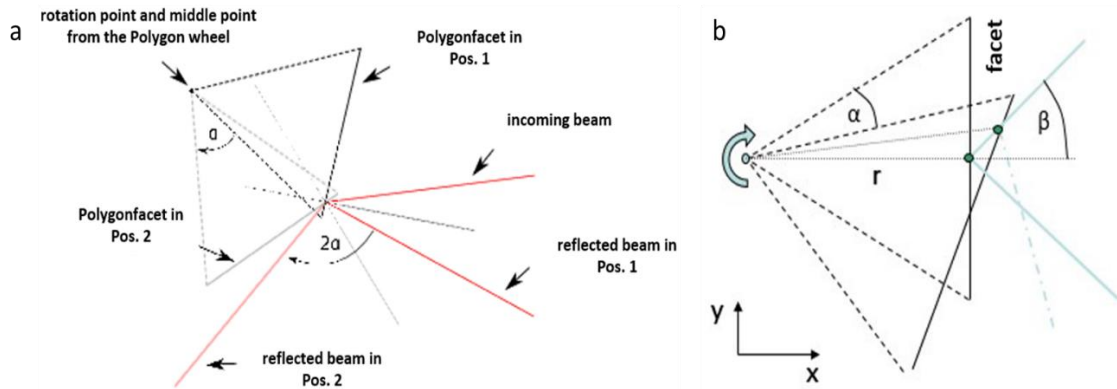 a
rotation point and middle point
from the Polygon wheel
Polygonfacet in
Pos. 1
incoming beam
α
Polygonfacet in
Pos. 2
2α
reflected beam in
Pos. 1
reflected beam in
Pos. 2
b
facet
α
β
r
y
x